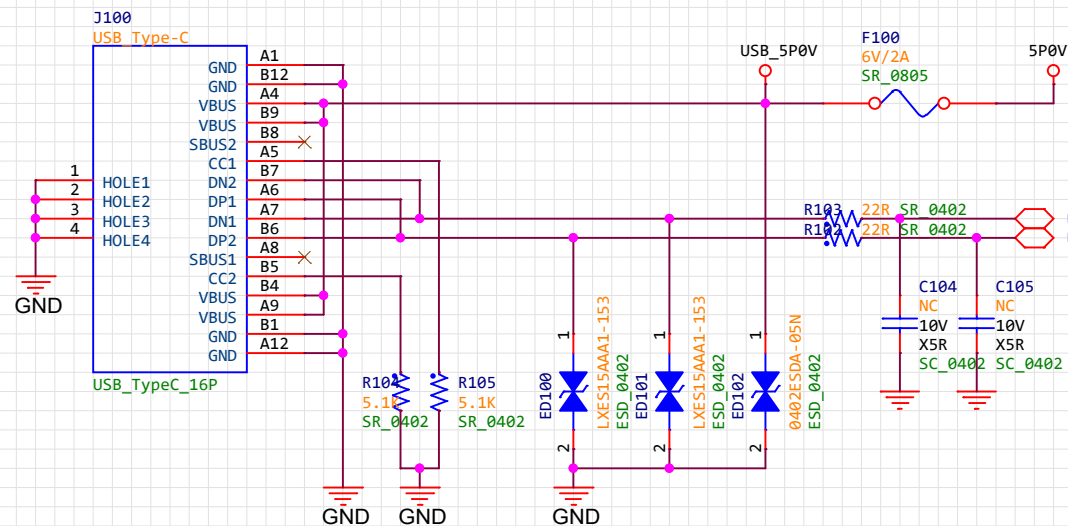 J100
USB_Type-C
GND
A1
GND
B12
VBUS
A4
VBUS
B9
SBUS2
B8
CC1
A5
DN2
B7
DP1
A6
DN1
A7
DP2
B6
SBUS1
A8
CC2
B5
VBUS
B4
VBUS
A9
GND
B1
GND
A12
1
HOLE1
2
HOLE2
3
HOLE3
4
HOLE4
GND
USB_TypeC_16P
USB_5P0V
F100
6V/2A
SR_0805
5P0V
R103
22R
SR_0402
R102
22R
SR_0402
C104
NC
10V
X5R
SC_0402
C105
NC
10V
X5R
SC_0402
R104
5.1K
SR_0402
R105
5.1K
SR_0402
1
ED100
LXES15AAA1-153
ESD_0402
2
1
ED101
LXES15AAA1-153
ESD_0402
2
1
ED102
0402ESDA-05N
ESD_0402
2
GND
GND
GND